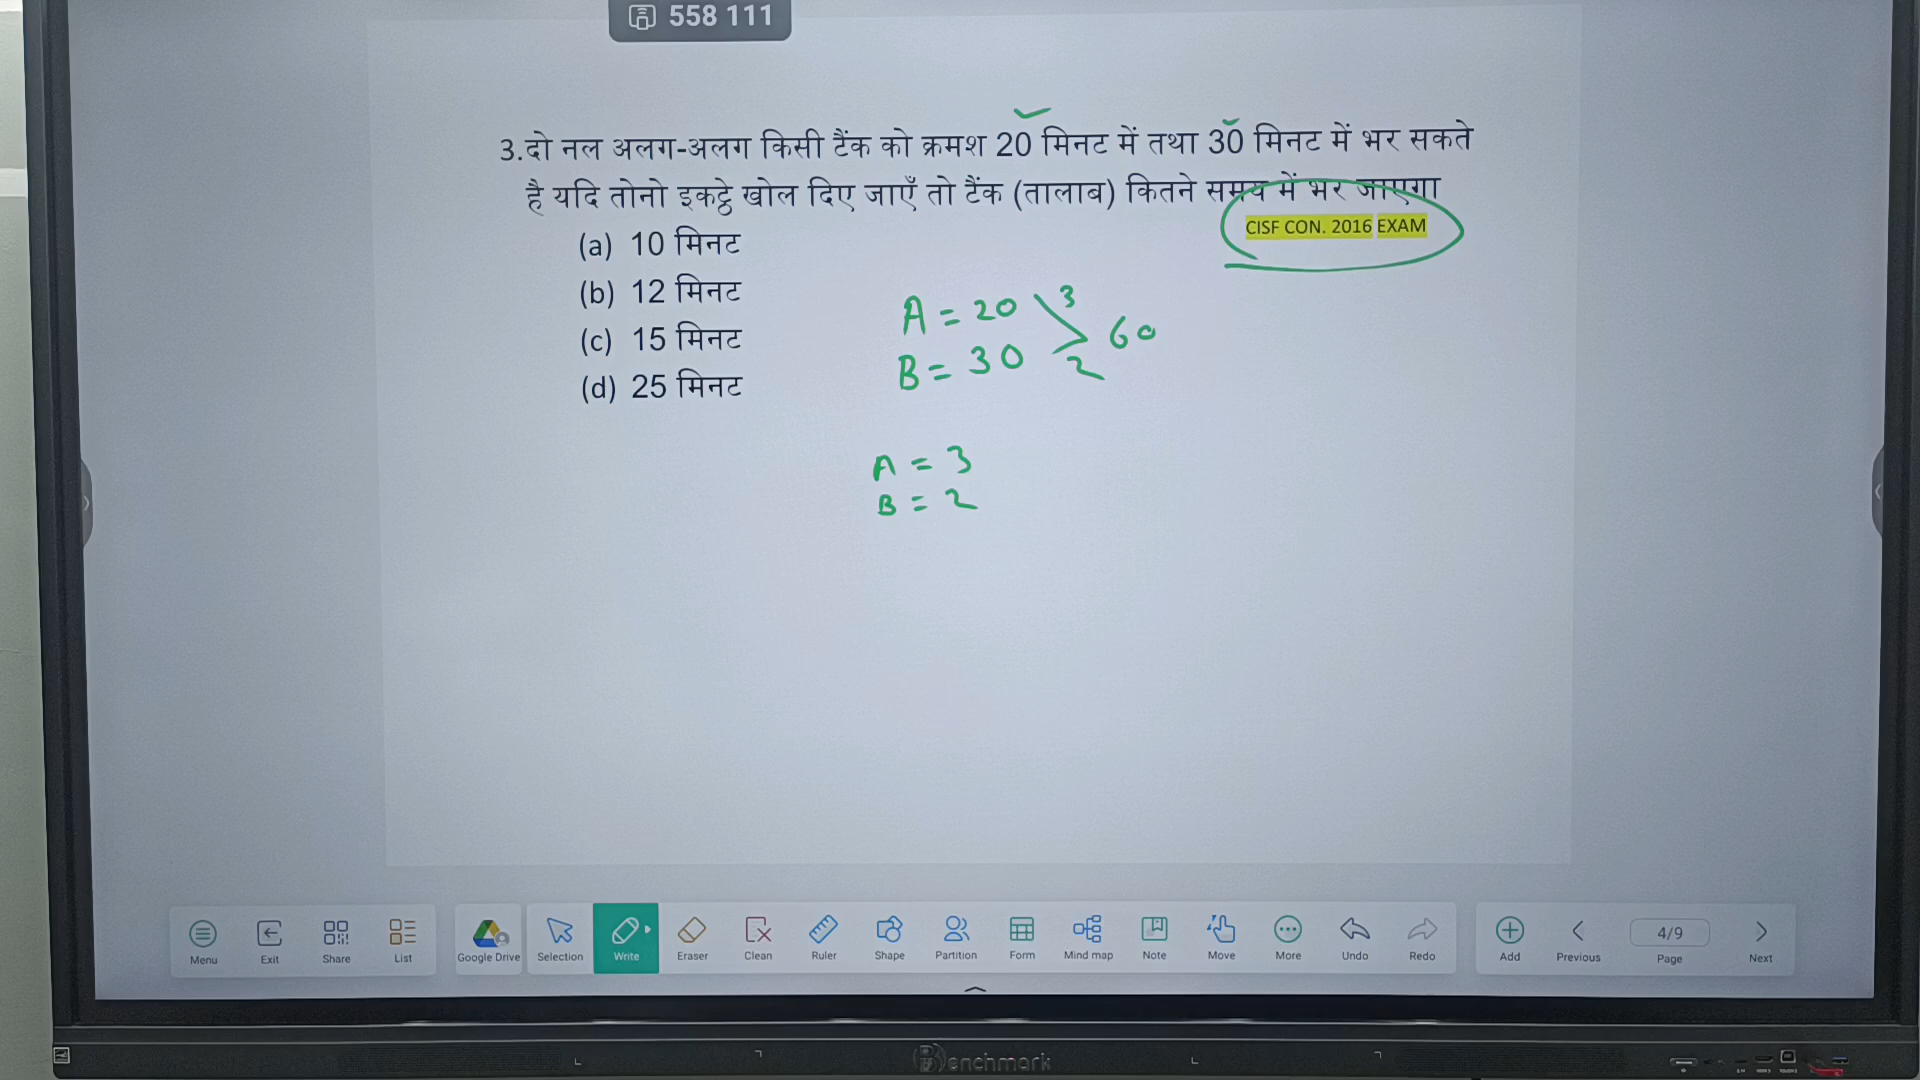 558 111
3.दो नल अलग-अलग किसी टैंक को क्रमश 20 मिनट में तथा 30 मिनट में भर सकते
है यदि तोनो इकट्ठे खोल दिए जाएँ तो टैंक (तालाब) कितने समय में भर जाएगा
CISF CON. 2016 EXAM
(a) 10 मिनट
(b) 12 मिनट
(c) 15 मिनट
(d) 25 मिनट
A = 20 3
B = 30 2 60
A = 3
B = 2
Menu Exit Share List Google Drive Selection Write Eraser Clean Ruler Shape Partition Form Mind map Note Move More Undo Redo Add Previous 4/9 Page Next
Benchmark